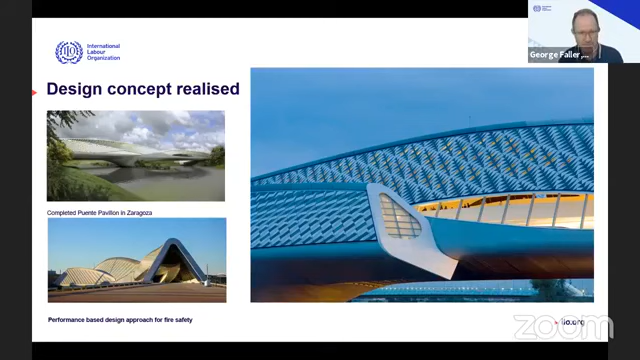 International
Labour
Organization
Design concept realised
Completed Puente Pavilion in Zaragoza
Performance based design approach for fire safety
ilo.org
zoom
George Faller,